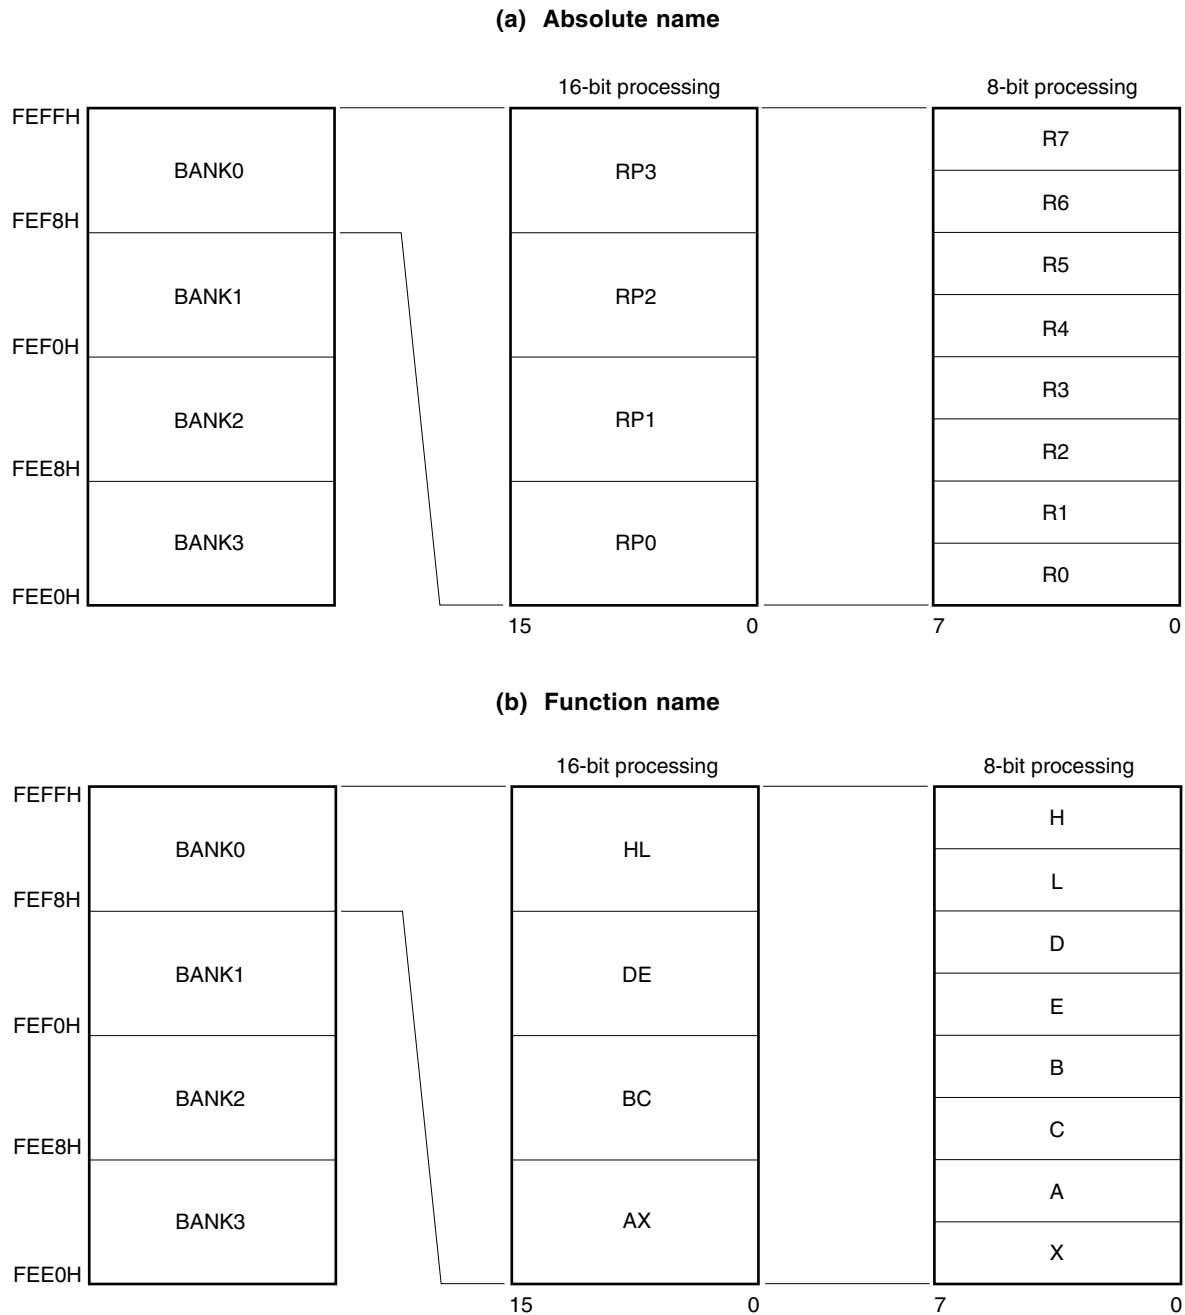 (a) Absolute name
16-bit processing 8-bit processing
FEFFH
BANK0 RP3 R7
R6
FEF8H
BANK1 RP2 R5
R4
FEF0H
BANK2 RP1 R3
R2
FEE8H
BANK3 RP0 R1
R0
FEE0H
15 0 7 0
(b) Function name
16-bit processing 8-bit processing
FEFFH
BANK0 HL H
L
FEF8H
BANK1 DE D
E
FEF0H
BANK2 BC B
C
FEE8H
BANK3 AX A
X
FEE0H
15 0 7 0